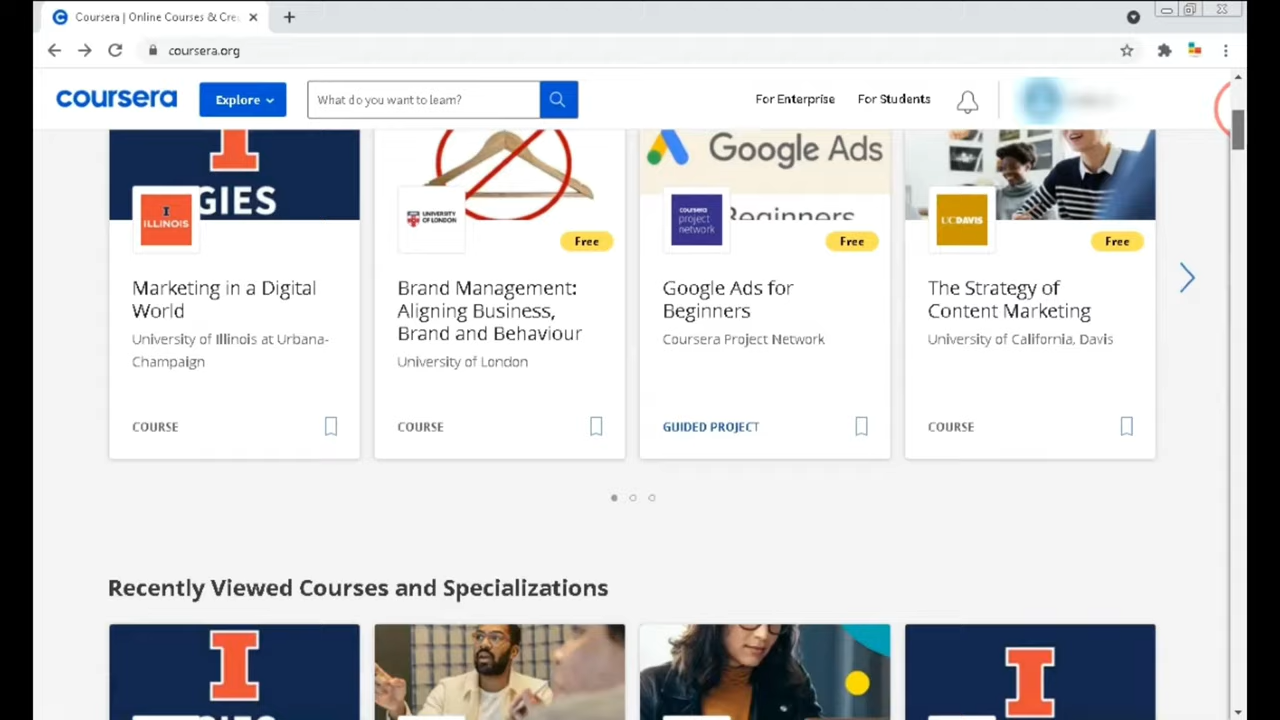 Coursera | Online Courses & Cre
coursera.org
coursera
Explore
What do you want to learn?
For Enterprise
For Students
GIES
ILLINOIS
Marketing in a Digital
World
University of Illinois at Urbana-
Champaign
COURSE
UNIVERSITY
OF LONDON
Free
Brand Management:
Aligning Business,
Brand and Behaviour
University of London
COURSE
Google Ads
Beginners
coursera
project
network
Free
Google Ads for
Beginners
Coursera Project Network
GUIDED PROJECT
UCDAVIS
Free
The Strategy of
Content Marketing
University of California, Davis
COURSE
Recently Viewed Courses and Specializations
GIES